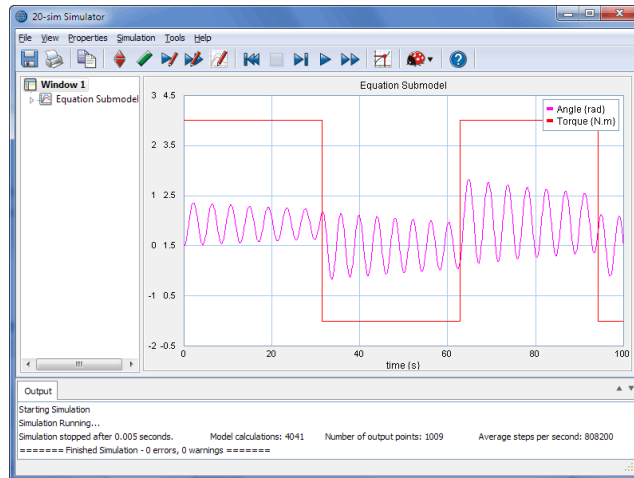 20-sim Simulator
File View Properties Simulation Tools Help
Window 1
Equation Submodel
Equation Submodel
Angle {rad}
Torque {N.m}
3 4.5
2 3.5
1 2.5
0 1.5
-1 0.5
-2 -0.5
0 20 40 60 80 100
time {s}
Output
Starting Simulation
Simulation Running...
Simulation stopped after 0.005 seconds. Model calculations: 4041 Number of output points: 1009 Average steps per second: 808200
======= Finished Simulation - 0 errors, 0 warnings =======